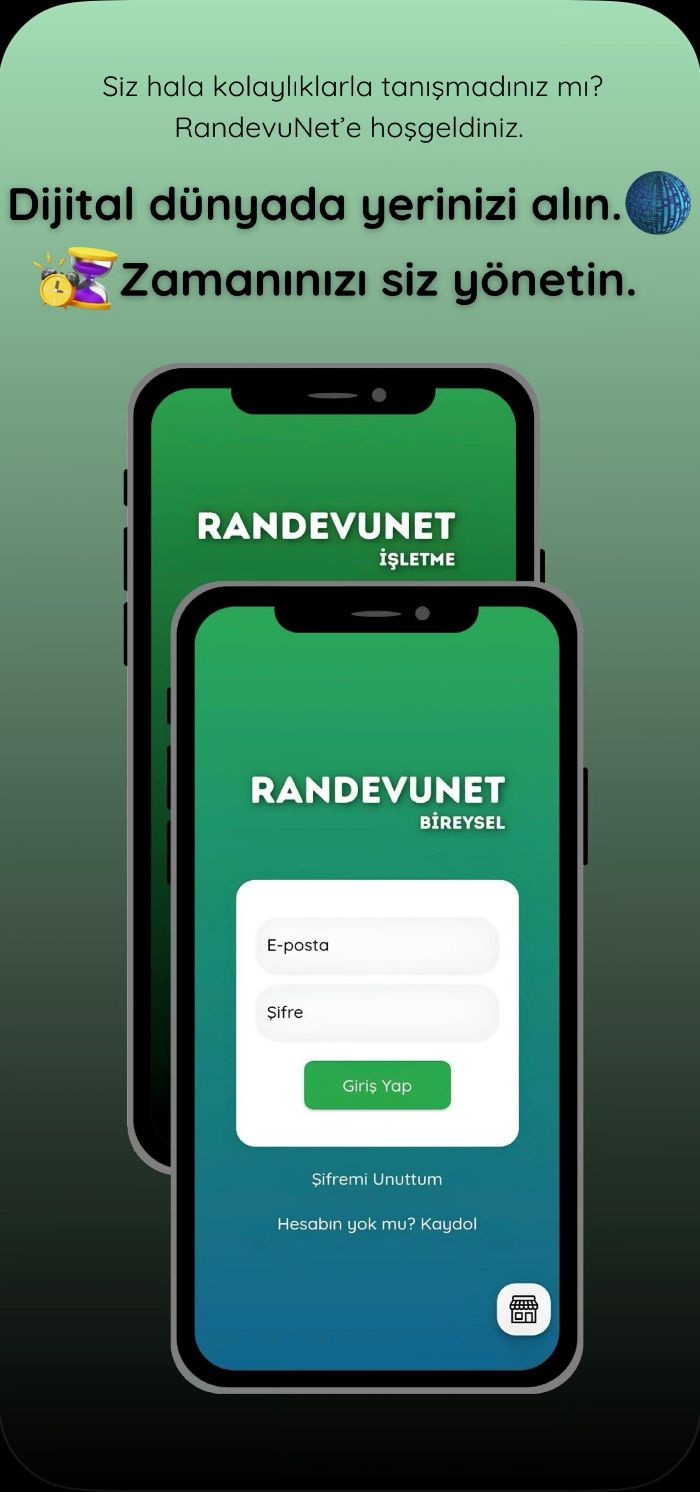 Siz hala kolaylıklarla tanışmadınız mı?
RandevuNet’e hoşgeldiniz.
Dijital dünyada yerinizi alın.
Zamanınızı siz yönetin.
RANDEVUNET
İŞLETME
RANDEVUNET
BİREYSEL
E-posta
Şifre
Giriş Yap
Şifremi Unuttum
Hesabın yok mu? Kaydol